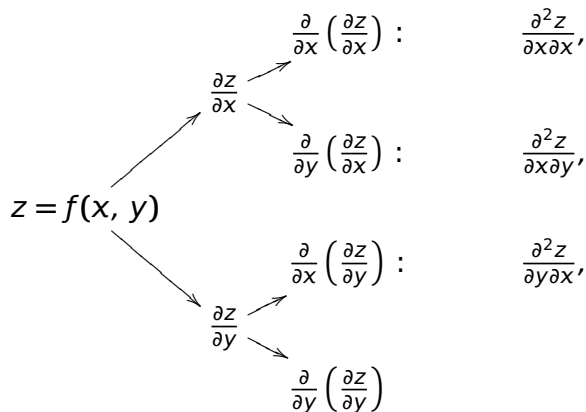 ∂/∂x (∂z/∂x) : ∂²z/∂x∂x,
∂z/∂x
∂/∂y (∂z/∂x) : ∂²z/∂x∂y,
z = f(x, y)
∂/∂x (∂z/∂y) : ∂²z/∂y∂x,
∂z/∂y
∂/∂y (∂z/∂y)